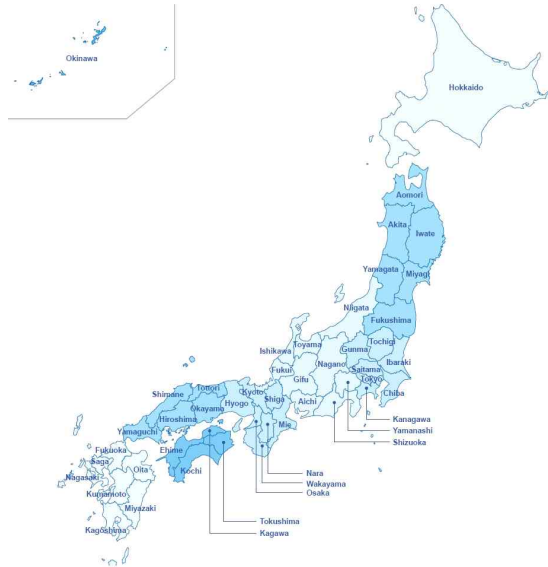 Okinawa
Hokkaido
Aomori
Akita
Iwate
Yamagata
Miyagi
Niigata
Fukushima
Tochigi
Gunma
Toyama
Ishikawa
Nagano
Ibaraki
Saitama
Fukui
Tokyo
Gifu
Tottori
Kyoto
Chiba
Shimane
Shiga
Aichi
Hyogo
Okayama
Kanagawa
Hiroshima
Mie
Yamanashi
Yamaguchi
Shizuoka
Fukuoka
Ehime
Saga
Oita
Kochi
Nara
Nagasaki
Wakayama
Osaka
Kumamoto
Miyazaki
Tokushima
Kagoshima
Kagawa